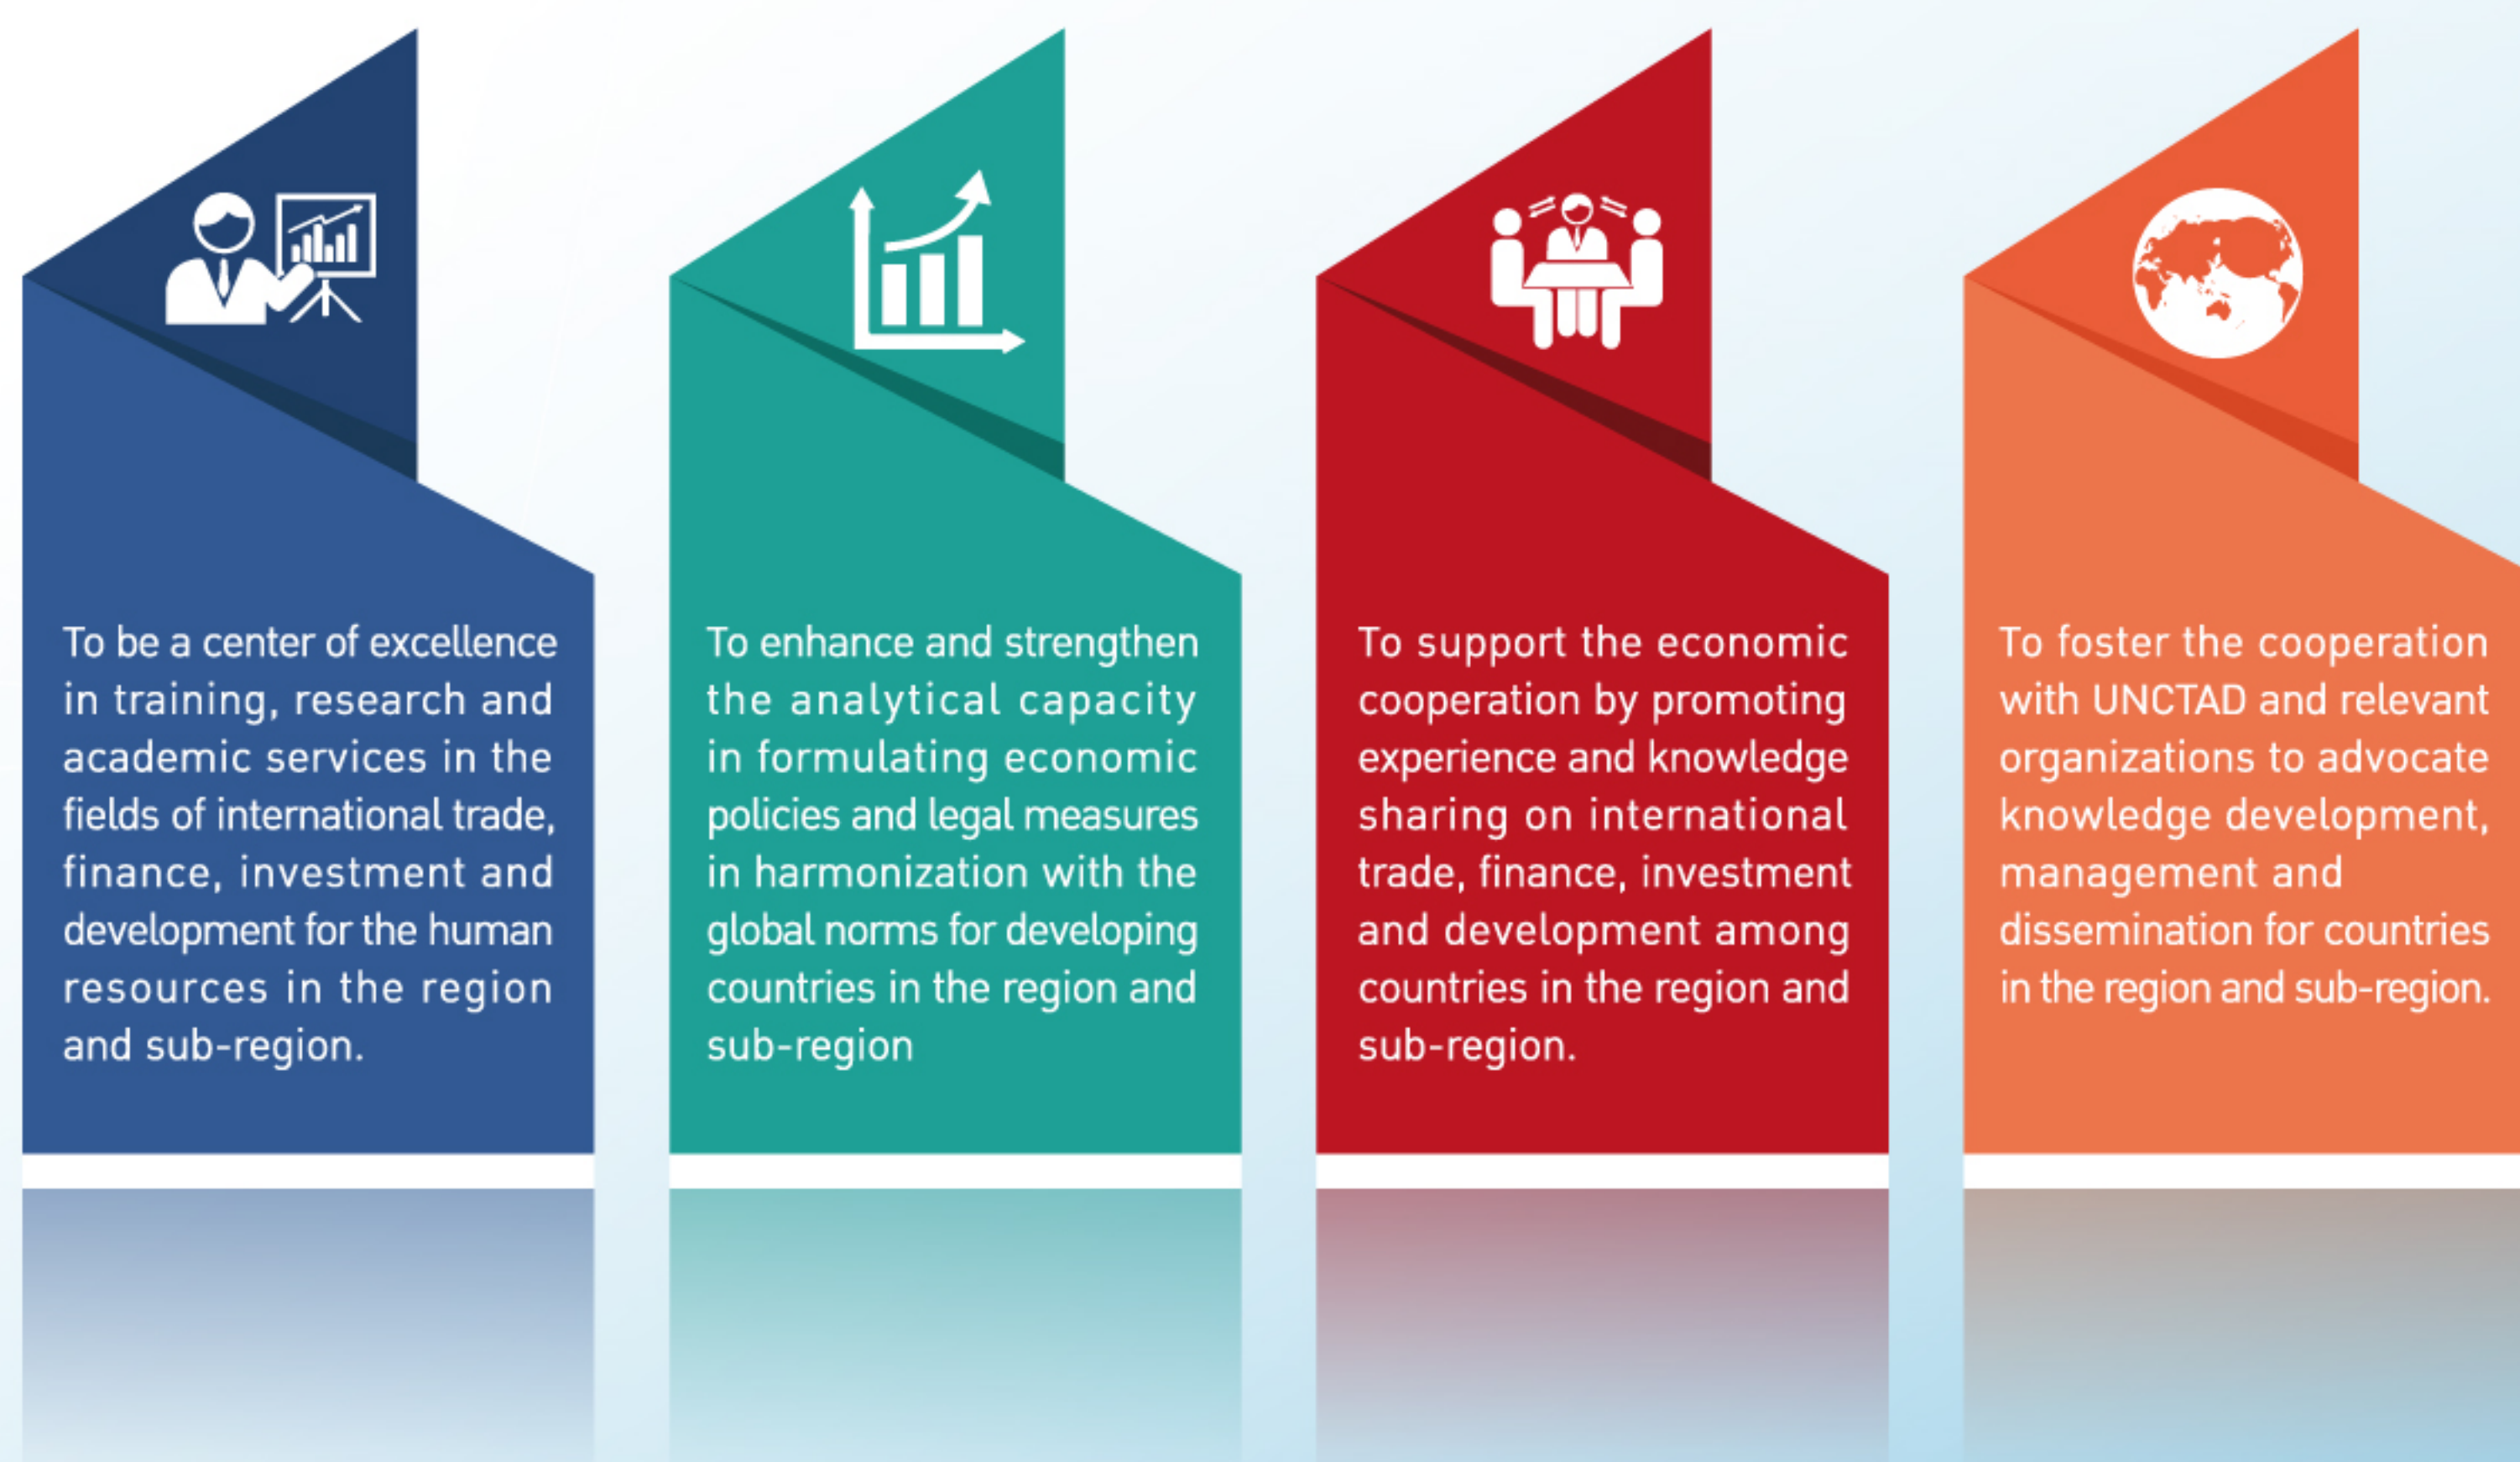 To be a center of excellence
in training, research and
academic services in the
fields of international trade,
finance, investment and
development for the human
resources in the region
and sub-region.
To enhance and strengthen
the analytical capacity
in formulating economic
policies and legal measures
in harmonization with the
global norms for developing
countries in the region and
sub-region
To support the economic
cooperation by promoting
experience and knowledge
sharing on international
trade, finance, investment
and development among
countries in the region and
sub-region.
To foster the cooperation
with UNCTAD and relevant
organizations to advocate
knowledge development,
management and
dissemination for countries
in the region and sub-region.